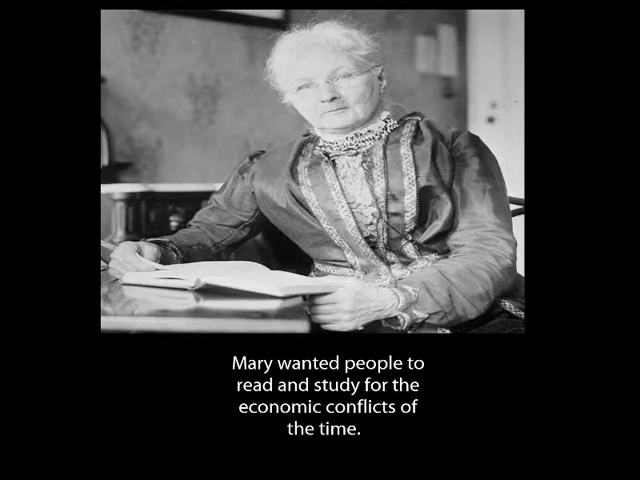 Mary wanted people to
read and study for the
economic conflicts of
the time.